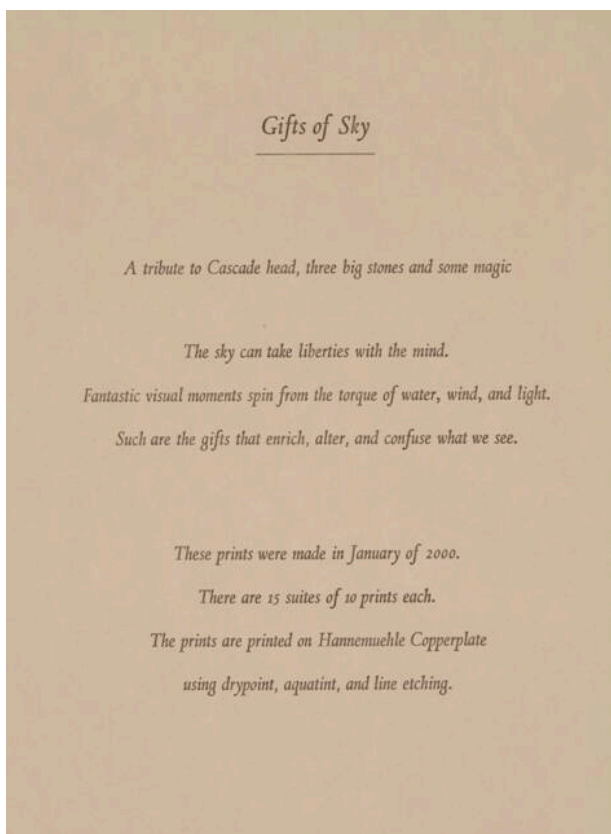 Gifts of Sky
A tribute to Cascade head, three big stones and some magic
The sky can take liberties with the mind.
Fantastic visual moments spin from the torque of water, wind, and light.
Such are the gifts that enrich, alter, and confuse what we see.
These prints were made in January of 2000.
There are 15 suites of 10 prints each.
The prints are printed on Hannemuehle Copperplate
using drypoint, aquatint, and line etching.